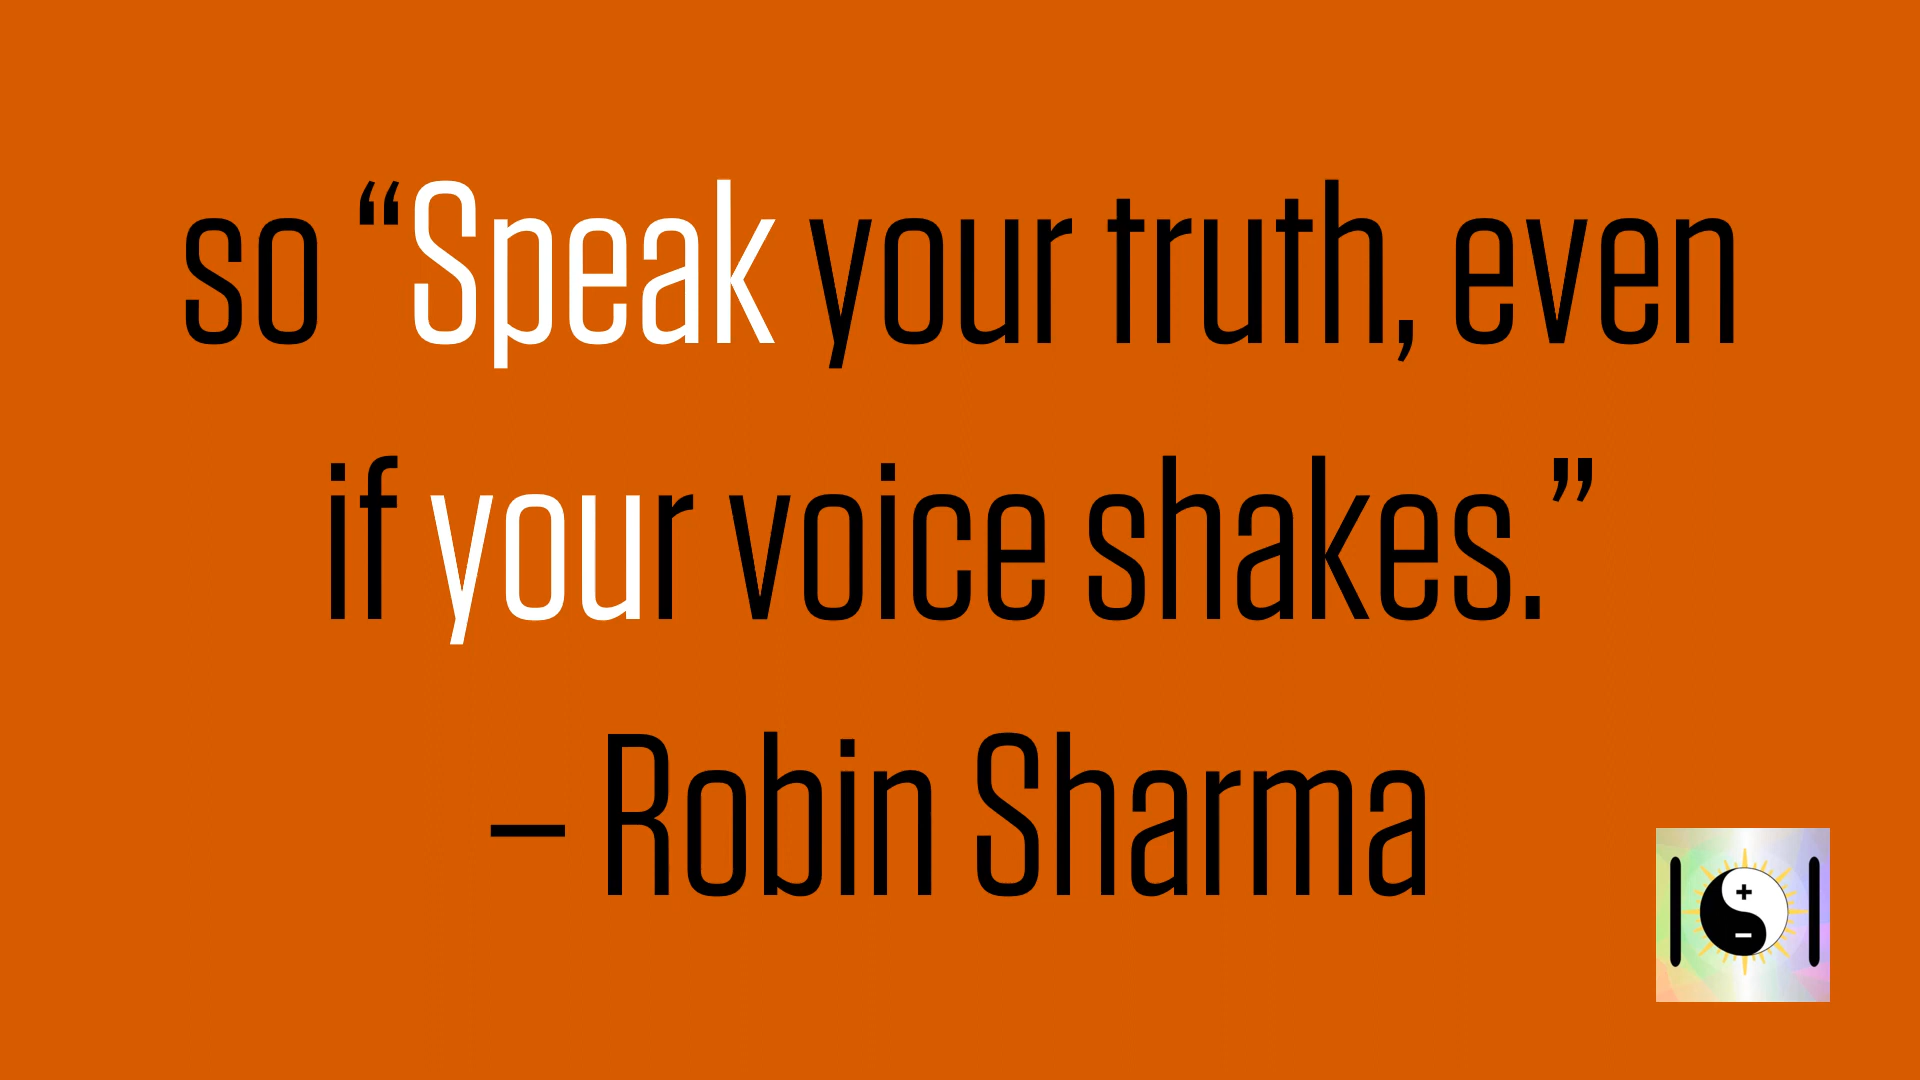 so “Speak your truth, even
if your voice shakes.”
– Robin Sharma
+
–